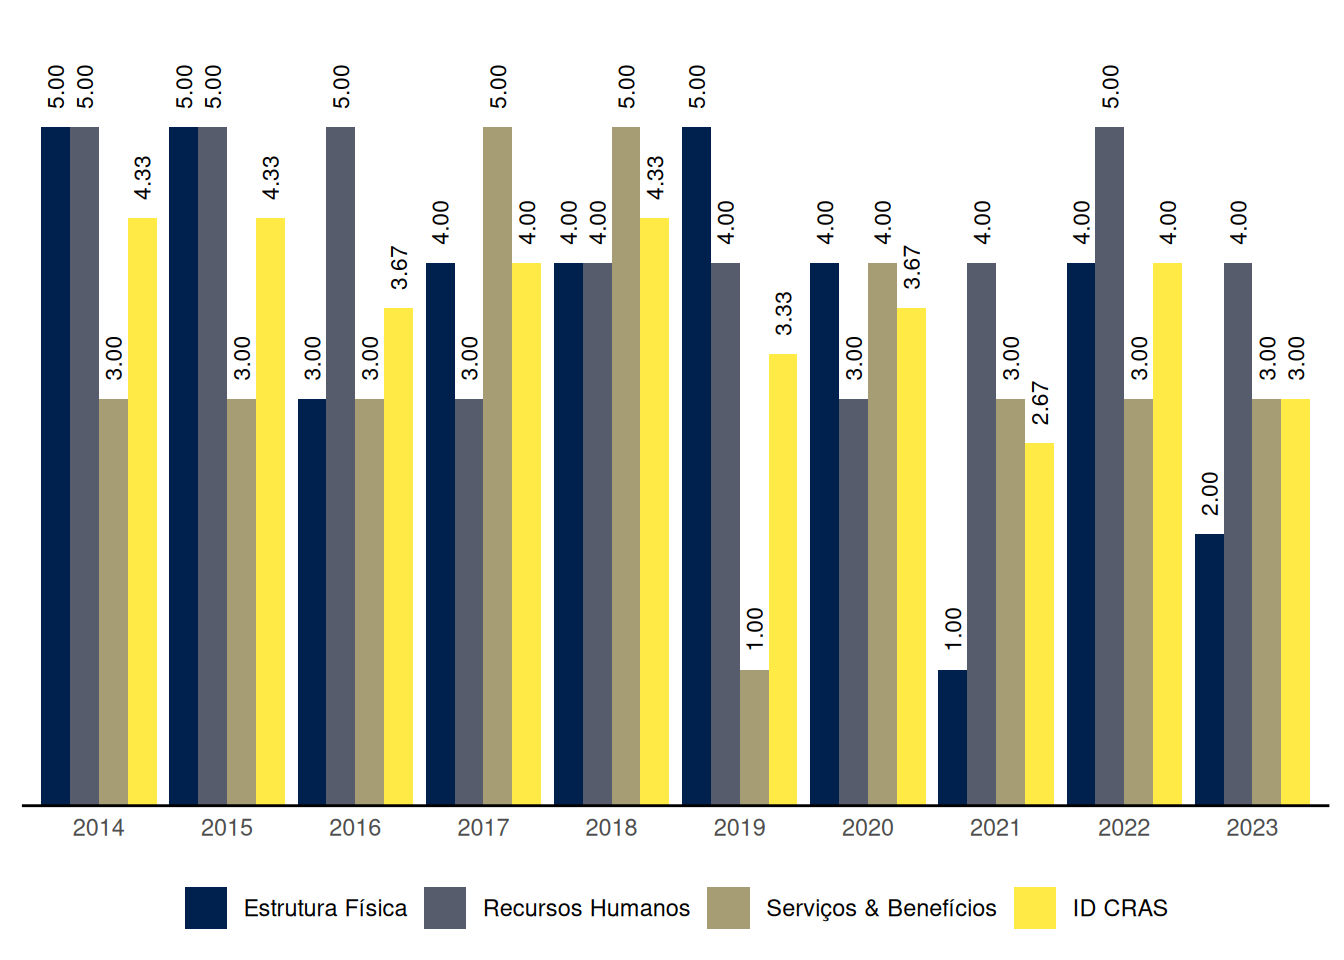 5.00 5.00 3.00 4.33
5.00 5.00 3.00 4.33
3.00 5.00 3.00 3.67
4.00 3.00 5.00 4.00
4.00 4.00 5.00 4.33
5.00 4.00 1.00 3.33
4.00 3.00 4.00 3.67
1.00 4.00 3.00 2.67
4.00 5.00 3.00 4.00
2.00 4.00 3.00 3.00
2014 2015 2016 2017 2018 2019 2020 2021 2022 2023
Estrutura Física Recursos Humanos Serviços & Benefícios ID CRAS